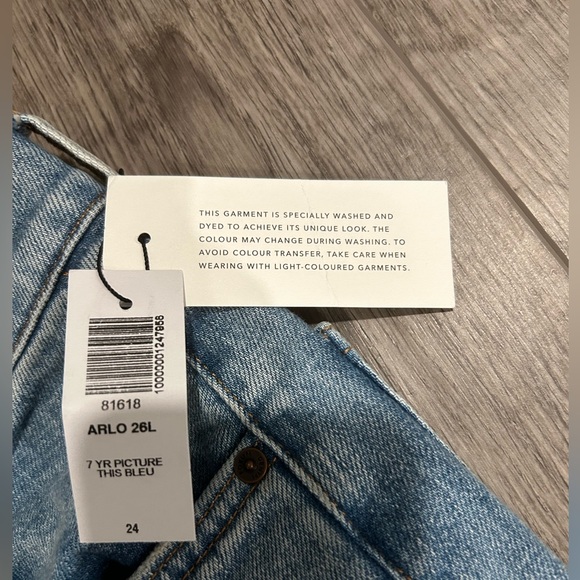 THIS GARMENT IS SPECIALLY WASHED AND
DYED TO ACHIEVE ITS UNIQUE LOOK. THE
COLOUR MAY CHANGE DURING WASHING. TO
AVOID COLOUR TRANSFER, TAKE CARE WHEN
WEARING WITH LIGHT-COLOURED GARMENTS.
10000001247958
81618
ARLO 26L
7 YR PICTURE
THIS BLEU
24